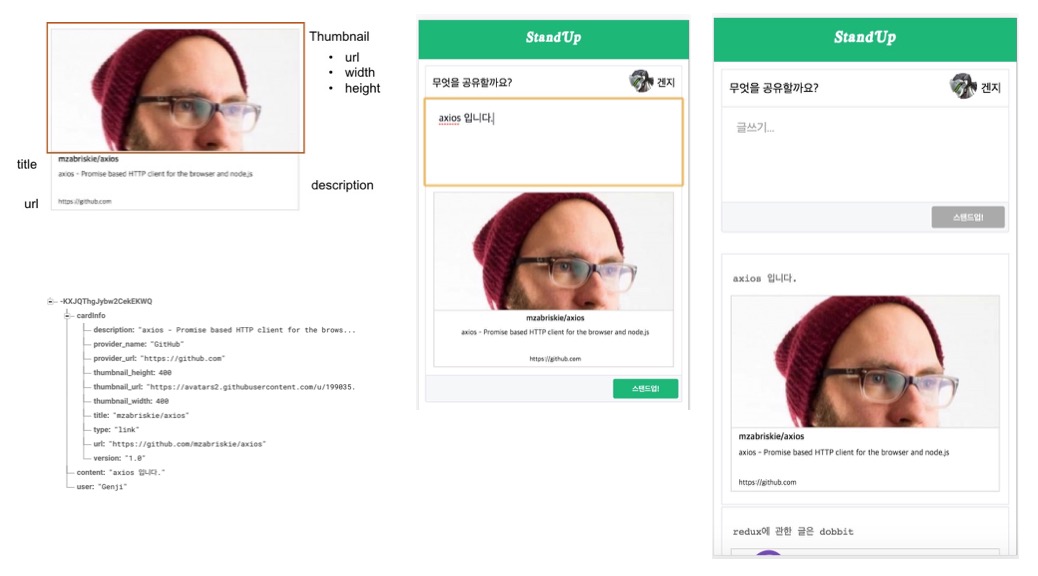 Thumbnail
• url
• width
• height
mzabriskie/axios
axios - Promise based HTTP client for the browser and node.js
https://github.com
title
description
url
-KXJQThgJybw2CekEKWQ
cardInfo
description: "axios - Promise based HTTP client for the brows...
provider_name: "GitHub"
provider_url: "https://github.com"
thumbnail_height: 400
thumbnail_url: "https://avatars2.githubusercontent.com/u/199035.
thumbnail_width: 400
title: "mzabriskie/axios"
type: "link"
url: "https://github.com/mzabriskie/axios"
version: "1.0"
content: "axios 입니다."
user: "Genji"
StandUp
무엇을 공유할까요?
겐지
axios 입니다.
mzabriskie/axios
axios - Promise based HTTP client for the browser and node.js
https://github.com
스탠드업!
StandUp
무엇을 공유할까요?
겐지
글쓰기...
스탠드업!
axios 입니다.
mzabriskie/axios
axios - Promise based HTTP client for the browser and node.js
https://github.com
redux에 관한 글은 dobbit